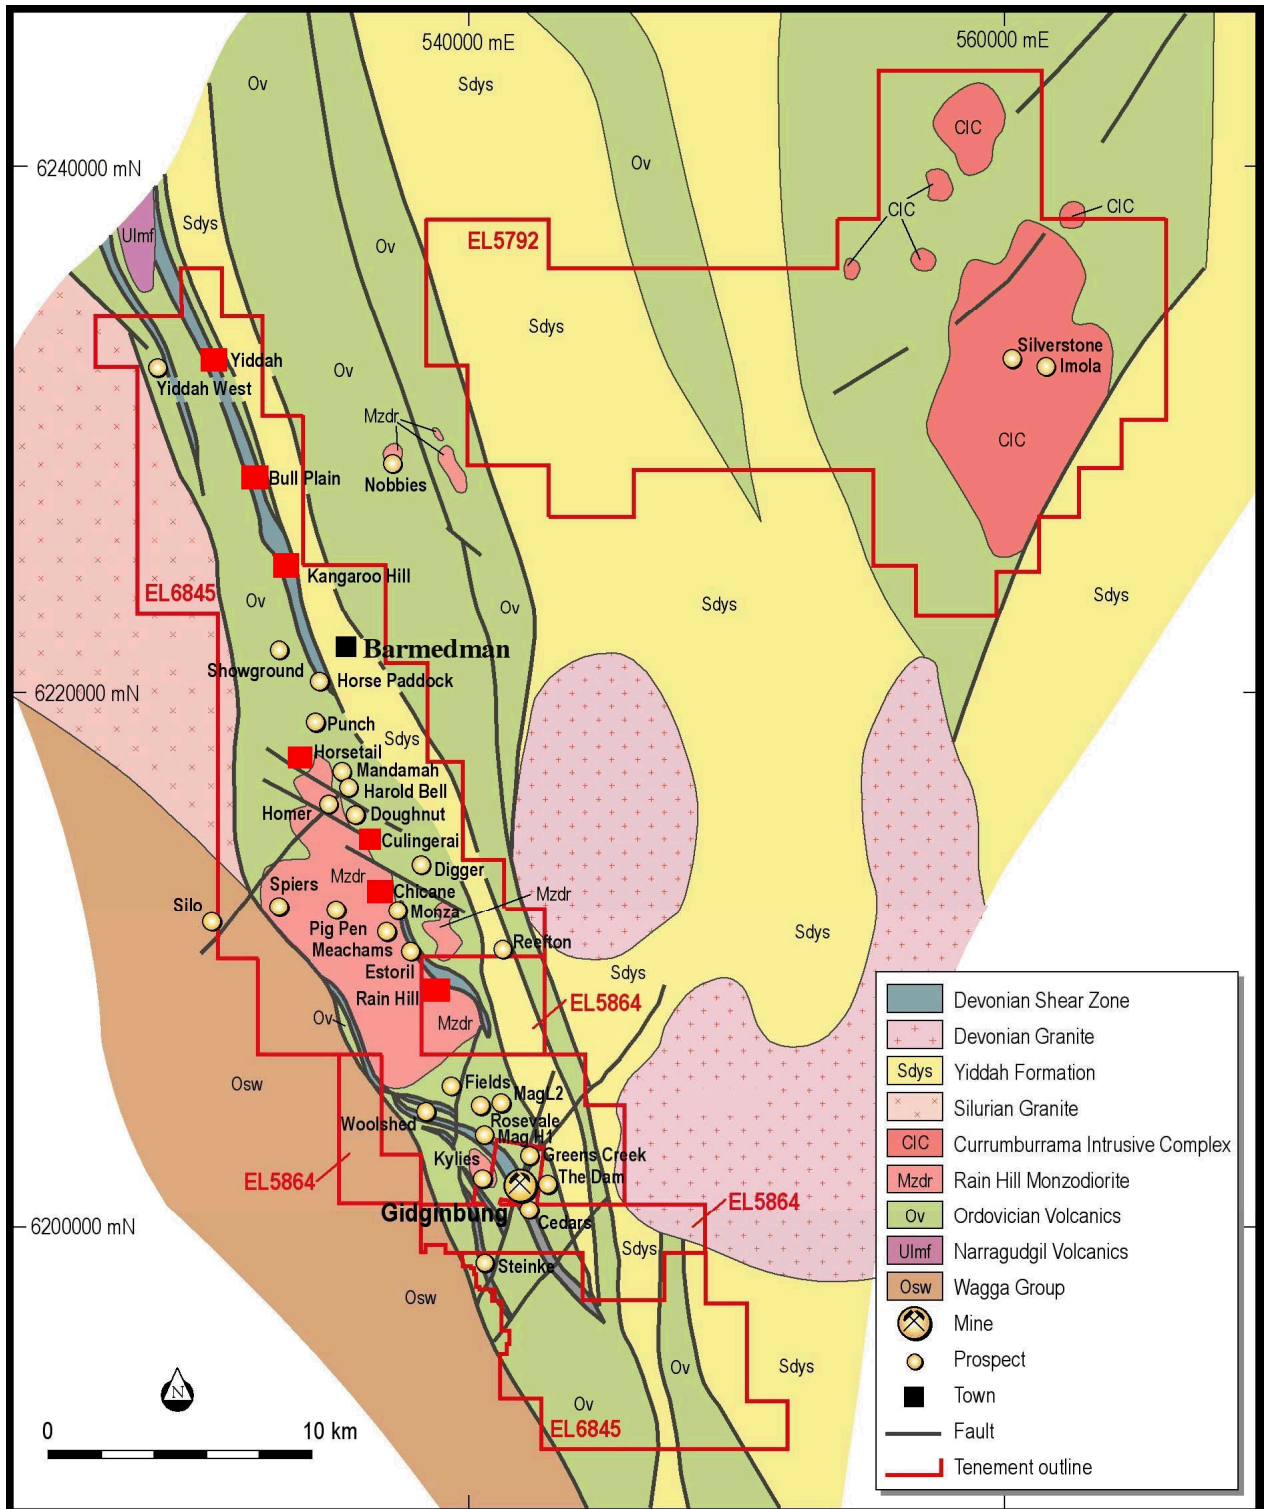 540000 mE
560000 mE
Ov
Sdys
CIC
6240000 mN
Ov
CIC
CIC
Ulmf
Sdys
Ov
EL5792
Sdys
Silverstone
Imola
Yiddah
Yiddah West
Ov
Mzdr
CIC
Bull Plain
Nobbies
Kangaroo Hill
EL6845
Ov
Ov
Sdys
Sdys
Barmedman
Showground
Horse Paddock
6220000 mN
Punch
Sdys
Horsetail
Mandamah
Harold Bell
Homer
Doughnut
Culingerai
Digger
Mzdr
Spiers
Chicane
Mzdr
Silo
Monza
Pig Pen
Meachams
Reefton
Sdys
Estoril
Sdys
Rain Hill
EL5864
Ov
Mzdr
Osw
Fields
MagL2
Woolshed
Rosevale
Mag H1
Kylies
Greens Creek
The Dam
EL5864
EL5864
Gidginbung
Cedars
6200000 mN
Sdys
Steinke
Osw
Ov
Sdys
Ov
EL6845
N
0
10 km
Devonian Shear Zone
Devonian Granite
Sdys Yiddah Formation
Silurian Granite
CIC Currumburrama Intrusive Complex
Mzdr Rain Hill Monzodiorite
Ov Ordovician Volcanics
Ulmf Narragudgil Volcanics
Osw Wagga Group
Mine
Prospect
Town
Fault
Tenement outline